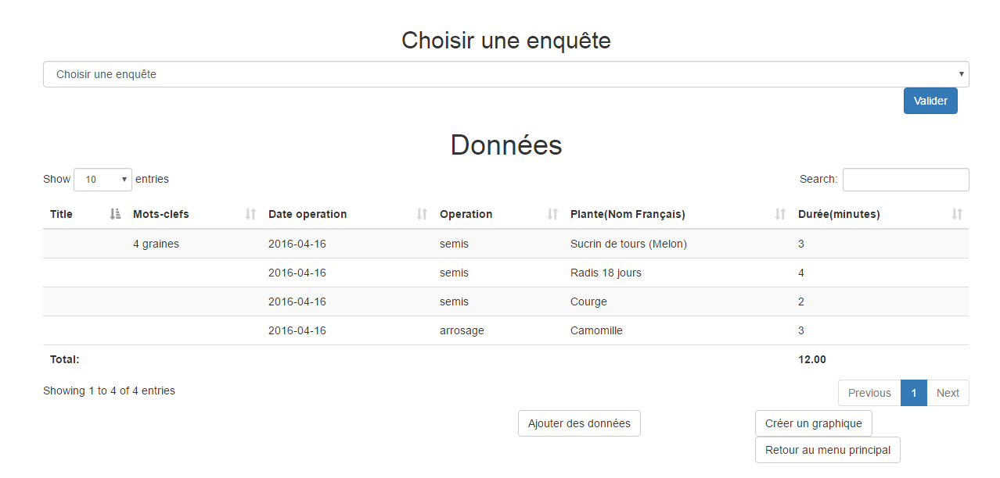 Choisir une enquête
Choisir une enquête
Valider
Données
Show 10 entries Search:
Title Mots-clefs Date operation Operation Plante(Nom Français) Durée(minutes)
4 graines 2016-04-16 semis Sucrin de tours (Melon) 3
2016-04-16 semis Radis 18 jours 4
2016-04-16 semis Courge 2
2016-04-16 arrosage Camomille 3
Total: 12.00
Showing 1 to 4 of 4 entries Previous 1 Next
Ajouter des données Créer un graphique
Retour au menu principal